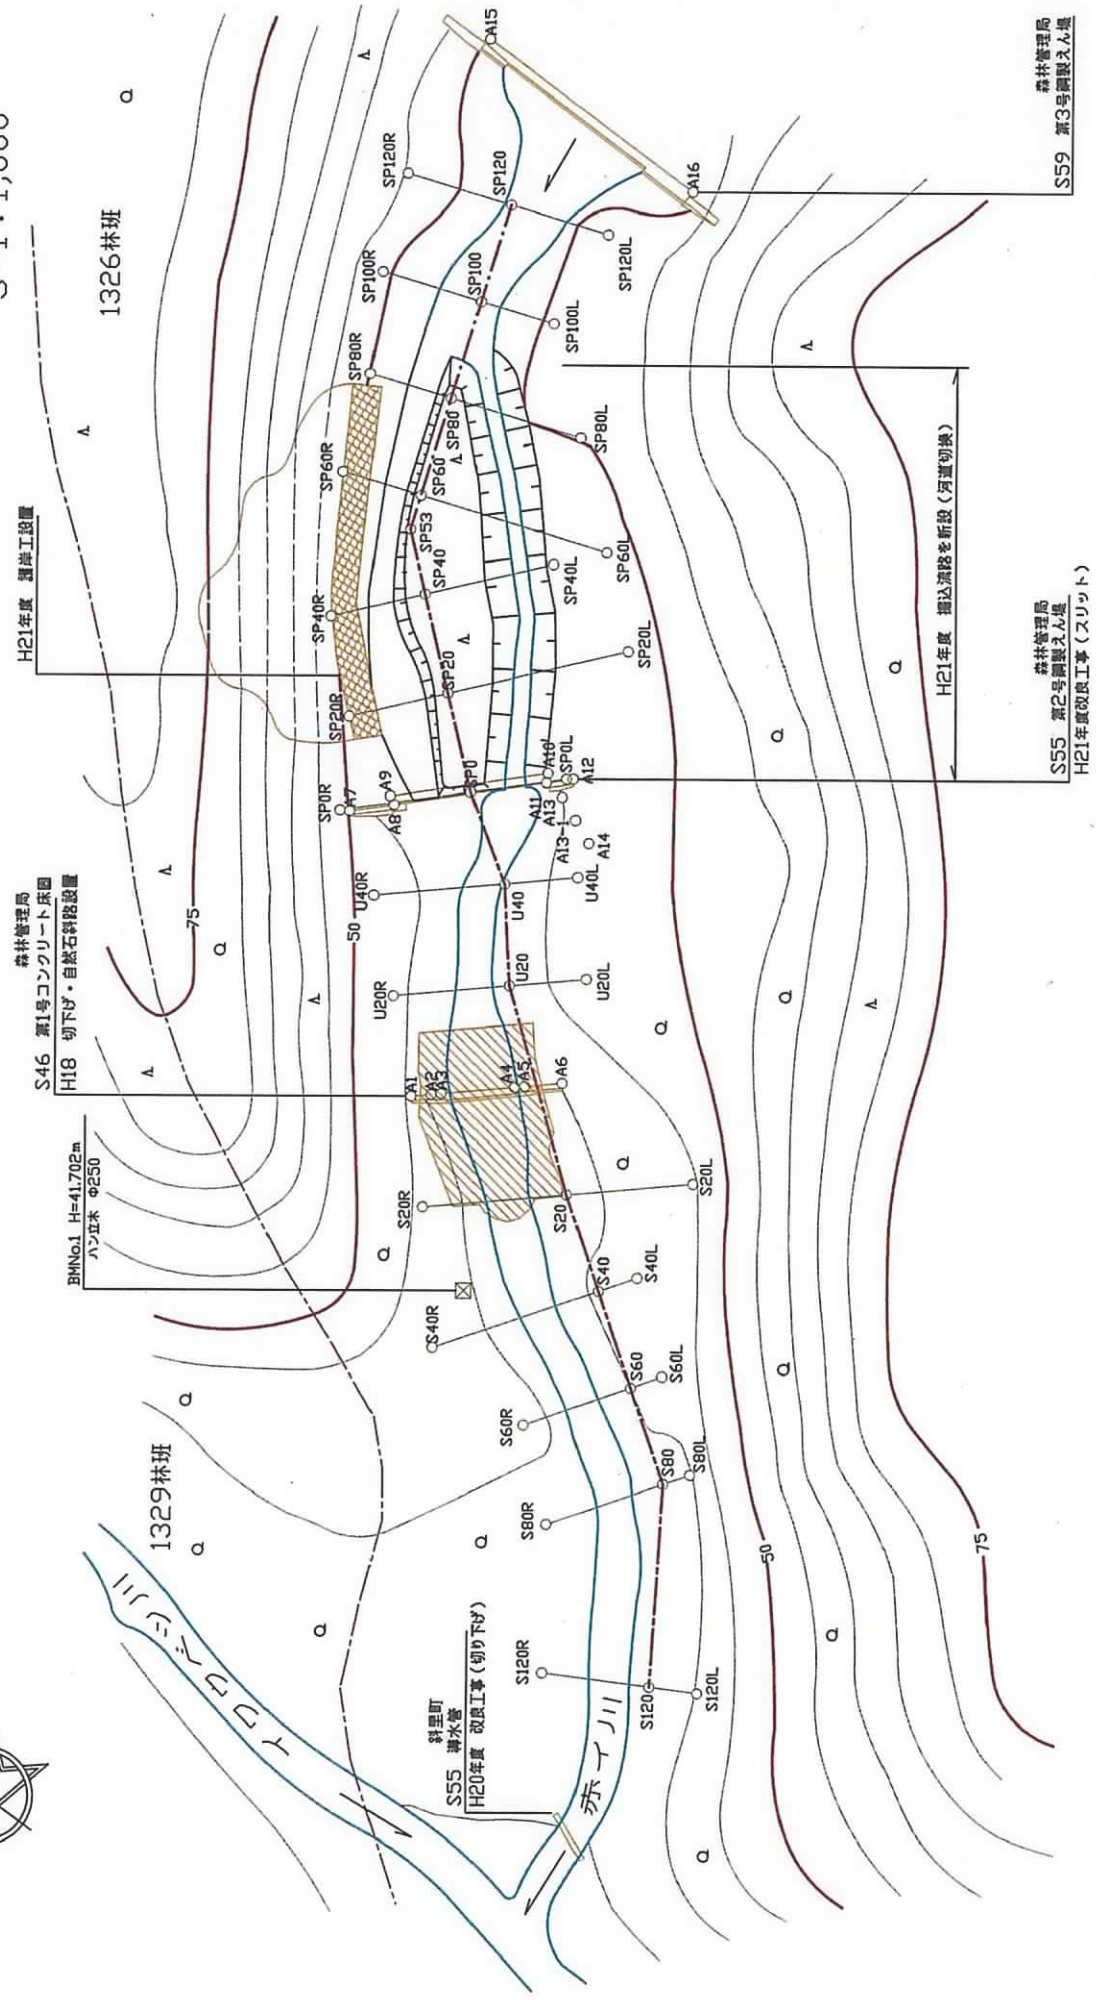 1326林班
H21年度 護岸工設置
森林管理局
S46 第1号コンクリート床固
H18 切下げ・自然石斜路設置
BMNo.1 H=41.702m
ハン立木 Φ250
1329林班
イワウベツ川
赤イ川
斜里町
S55 導水管
H20年度 改良工事(切り下げ)
森林管理局
S59 第3号鋼製えん堤
H21年度 掘込流路を新設(河道切換)
森林管理局
S55 第2号鋼製えん堤
H21年度改良工事(スリット)
A15
A16
SP120R
SP120
SP120L
SP100R
SP100
SP100L
SP80R
SP80
SP80L
SP60R
SP60
SP60L
SP53
SP40R
SP40
SP40L
SP20R
SP20
SP20L
SP0R
SP0
SP0L
A7
A8
A9
A10
A11
A12
A13
A13-1
A14
U40R
U40
U40L
U20R
U20
U20L
A1
A2
A3
A4
A5
A6
S20R
S20
S20L
S40R
S40
S40L
S60R
S60
S60L
S80R
S80
S80L
S120R
S120
S120L
75
50
50
75